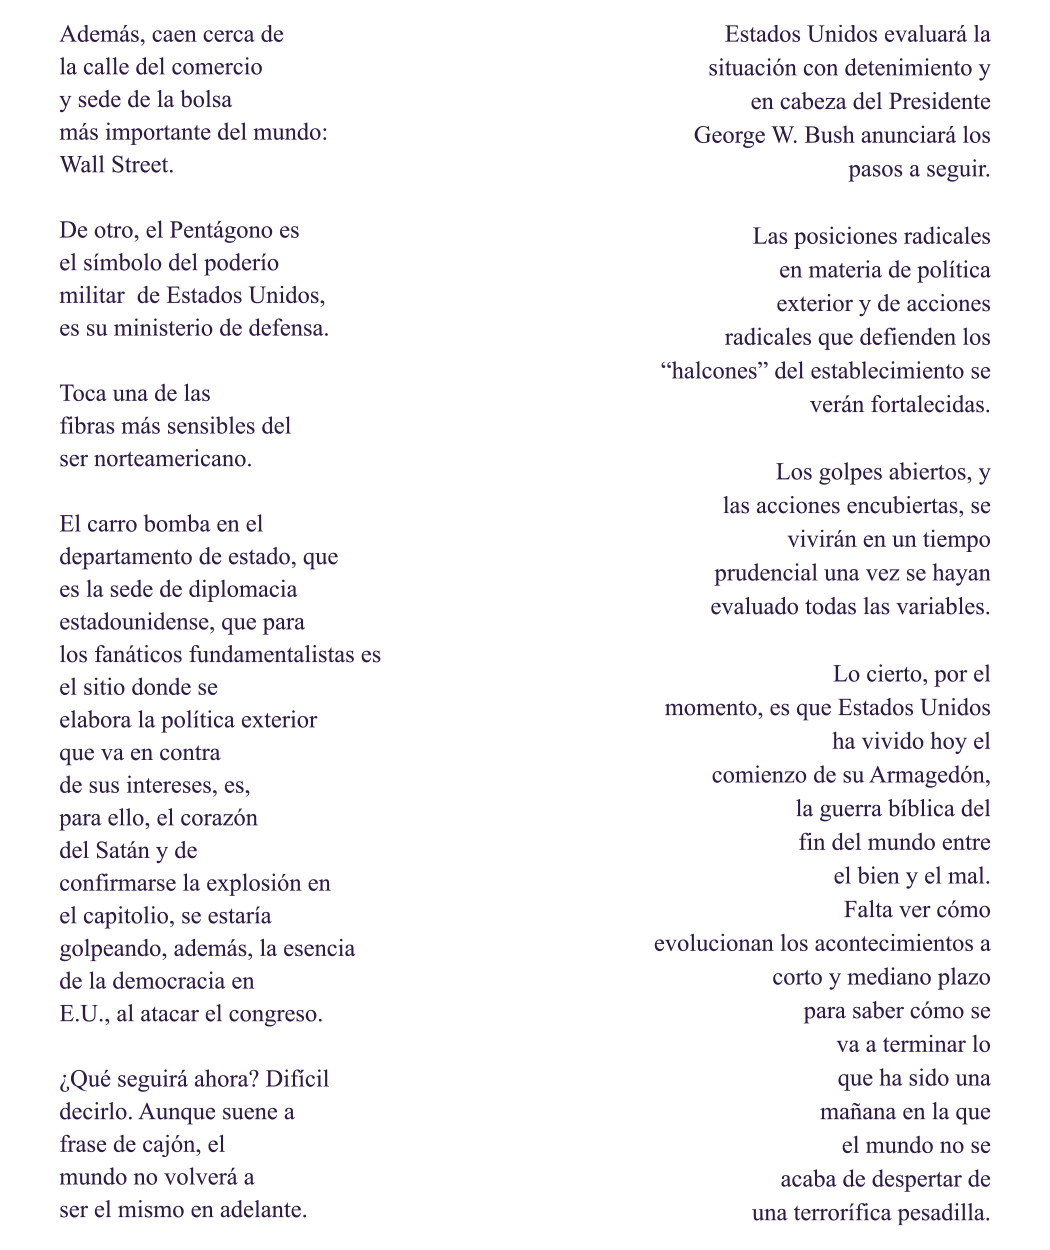 Además, caen cerca de
la calle del comercio
y sede de la bolsa
más importante del mundo:
Wall Street.
De otro, el Pentágono es
el símbolo del poderío
militar  de Estados Unidos,
es su ministerio de defensa.
Toca una de las
fibras más sensibles del
ser norteamericano.
El carro bomba en el
departamento de estado, que
es la sede de diplomacia
estadounidense, que para
los fanáticos fundamentalistas es
el sitio donde se
elabora la política exterior
que va en contra
de sus intereses, es,
para ello, el corazón
del Satán y de
confirmarse la explosión en
el capitolio, se estaría
golpeando, además, la esencia
de la democracia en
E.U., al atacar el congreso.
¿Qué seguirá ahora? Difícil
decirlo. Aunque suene a
frase de cajón, el
mundo no volverá a
ser el mismo en adelante.
Estados Unidos evaluará la
situación con detenimiento y
en cabeza del Presidente
George W. Bush anunciará los
pasos a seguir.
Las posiciones radicales
en materia de política
exterior y de acciones
radicales que defienden los
“halcones” del establecimiento se
verán fortalecidas.
Los golpes abiertos, y
las acciones encubiertas, se
vivirán en un tiempo
prudencial una vez se hayan
evaluado todas las variables.
Lo cierto, por el
momento, es que Estados Unidos
ha vivido hoy el
comienzo de su Armagedón,
la guerra bíblica del
fin del mundo entre
el bien y el mal.
Falta ver cómo
evolucionan los acontecimientos a
corto y mediano plazo
para saber cómo se
va a terminar lo
que ha sido una
mañana en la que
el mundo no se
acaba de despertar de
una terrorífica pesadilla.